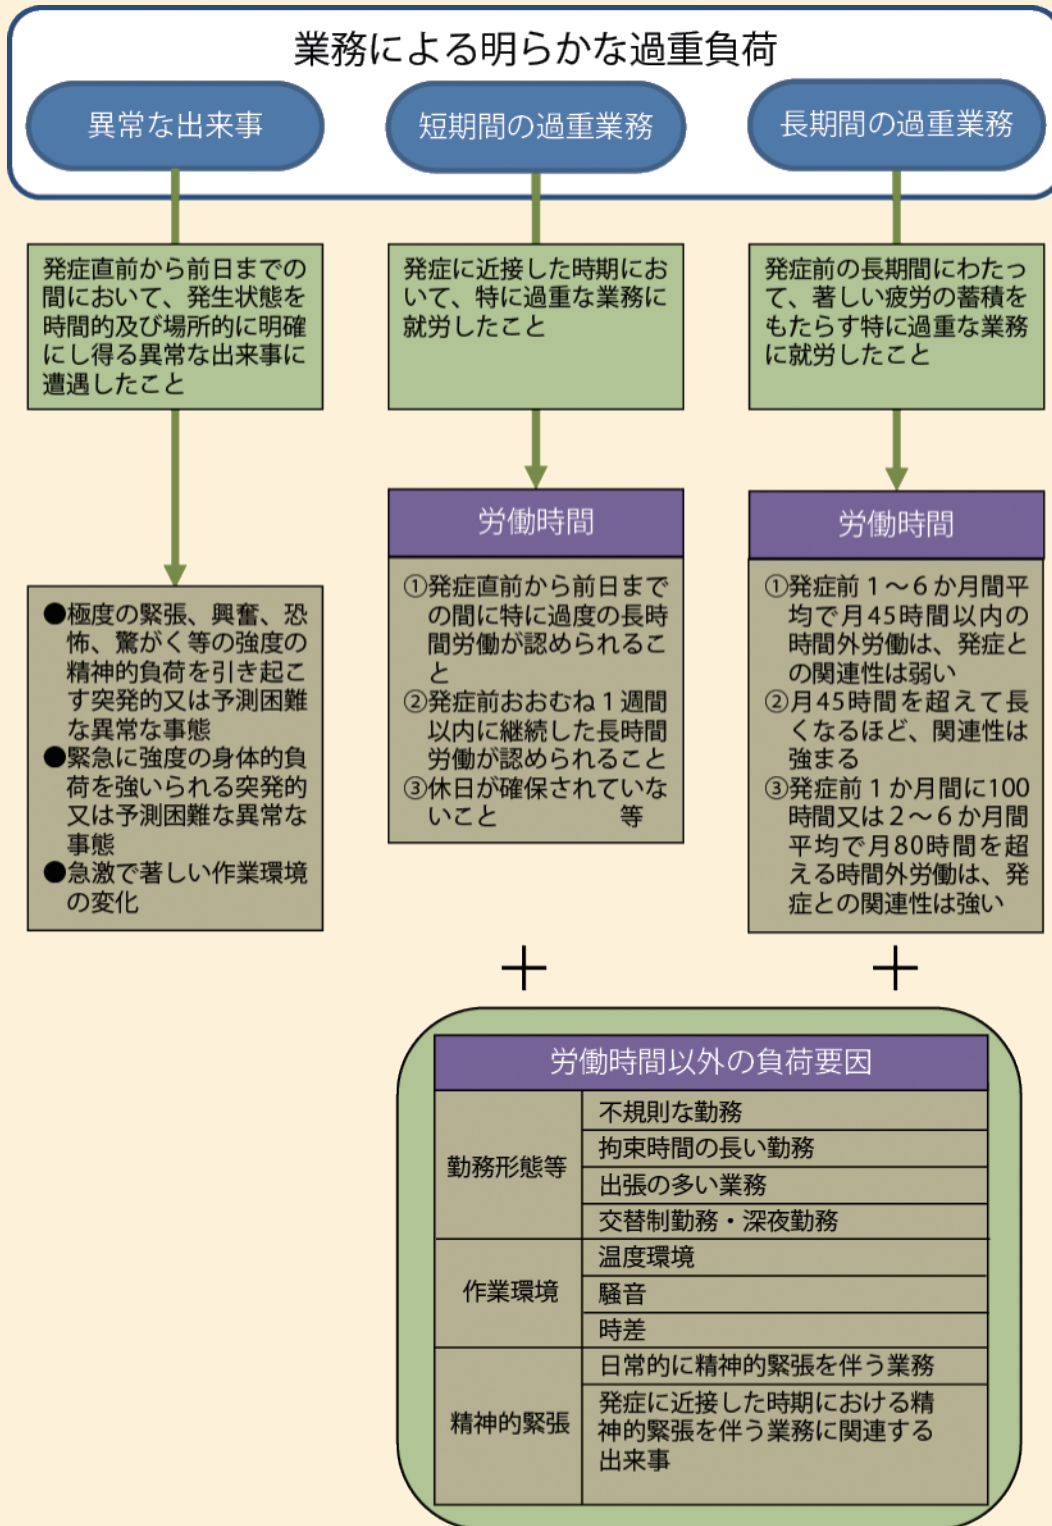 業務による明らかな過重負荷
異常な出来事
短期間の過重業務
長期間の過重業務
発症直前から前日までの
間において、発生状態を
時間的及び場所的に明確
にし得る異常な出来事に
遭遇したこと
発症に近接した時期にお
いて、特に過重な業務に
就労したこと
発症前の長期間にわたっ
て、著しい疲労の蓄積を
もたらす特に過重な業務
に就労したこと
●極度の緊張、興奮、恐
怖、驚がく等の強度の
精神的負荷を引き起こ
す突発的又は予測困難
な異常な事態
●緊急に強度の身体的負
荷を強いられる突発的
又は予測困難な異常な
事態
●急激で著しい作業環境
の変化
労働時間
①発症直前から前日まで
の間に特に過度の長時
間労働が認められるこ
と
②発症前おおむね1週間
以内に継続した長時間
労働が認められること
③休日が確保されていな
いこと 等
労働時間
①発症前1～6か月間平
均で月45時間以内の
時間外労働は、発症と
の関連性は弱い
②月45時間を超えて長
くなるほど、関連性は
強まる
③発症前1か月間に100
時間又は2～6か月間
平均で月80時間を超
える時間外労働は、発
症との関連性は強い
＋
＋
労働時間以外の負荷要因
勤務形態等
不規則な勤務
拘束時間の長い勤務
出張の多い業務
交替制勤務・深夜勤務
作業環境
温度環境
騒音
時差
精神的緊張
日常的に精神的緊張を伴う業務
発症に近接した時期における精
神的緊張を伴う業務に関連する
出来事